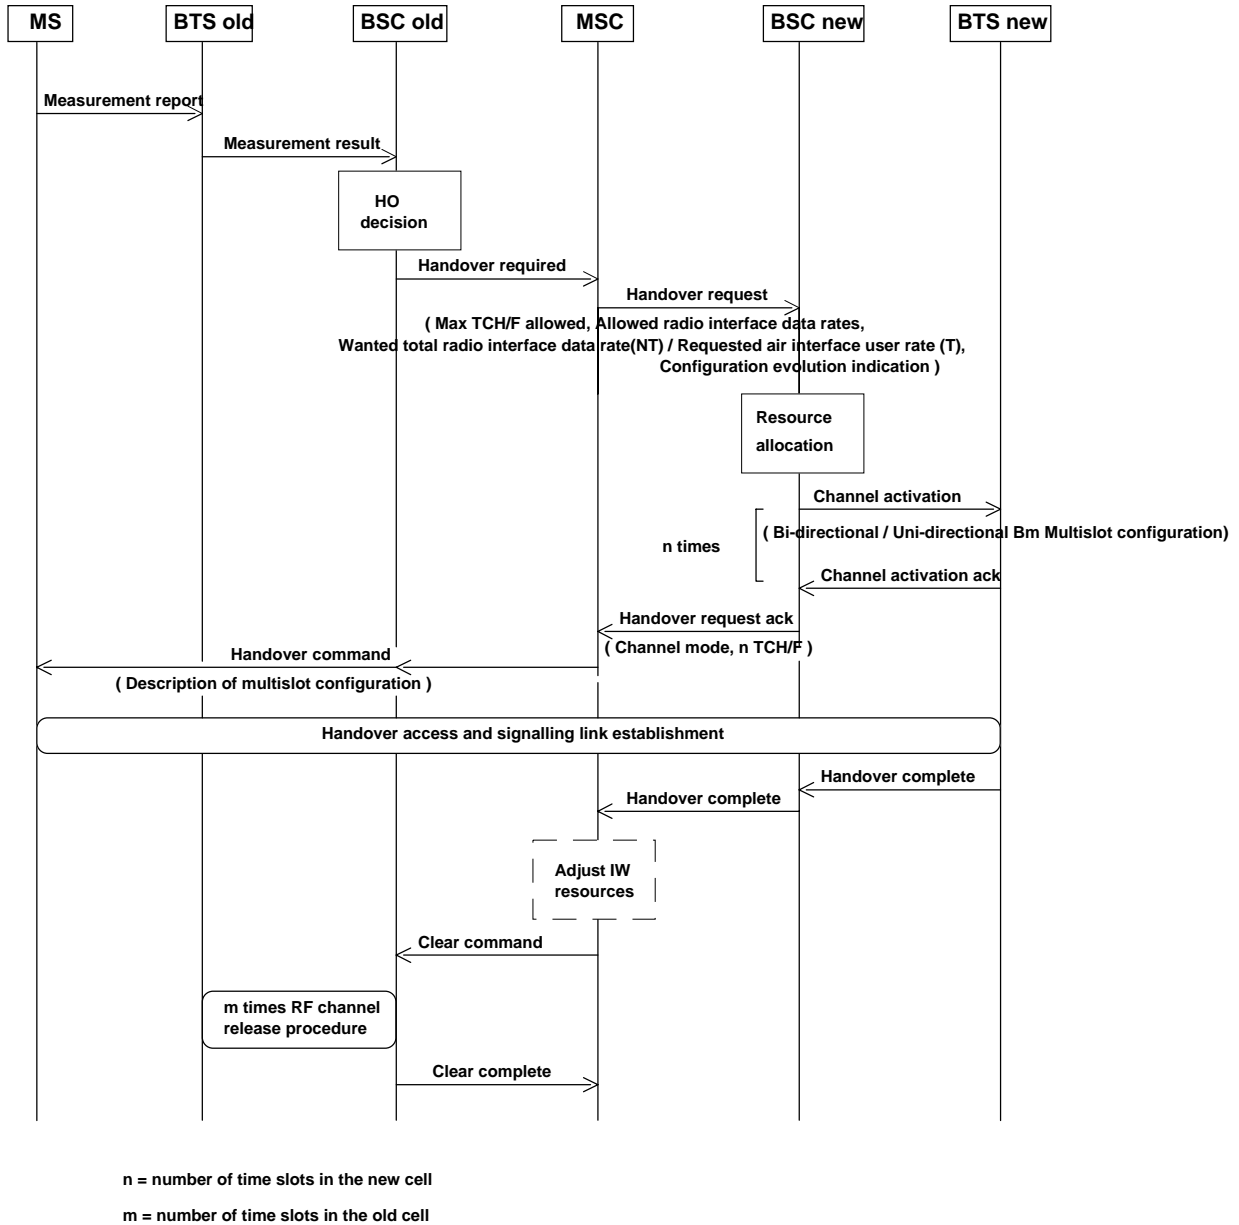 MS
BTS old
BSC old
MSC
BSC new
BTS new
Measurement report
Measurement result
HO
decision
Handover required
Handover request
( Max TCH/F allowed, Allowed radio interface data rates,
Wanted total radio interface data rate(NT) / Requested air interface user rate (T),
Configuration evolution indication )
Resource
allocation
Channel activation
( Bi-directional / Uni-directional Bm Multislot configuration)
n times
Channel activation ack
Handover request ack
( Channel mode, n TCH/F )
Handover command
( Description of multislot configuration )
Handover access and signalling link establishment
Handover complete
Handover complete
Adjust IW
resources
Clear command
m times RF channel
release procedure
Clear complete
n = number of time slots in the new cell
m = number of time slots in the old cell